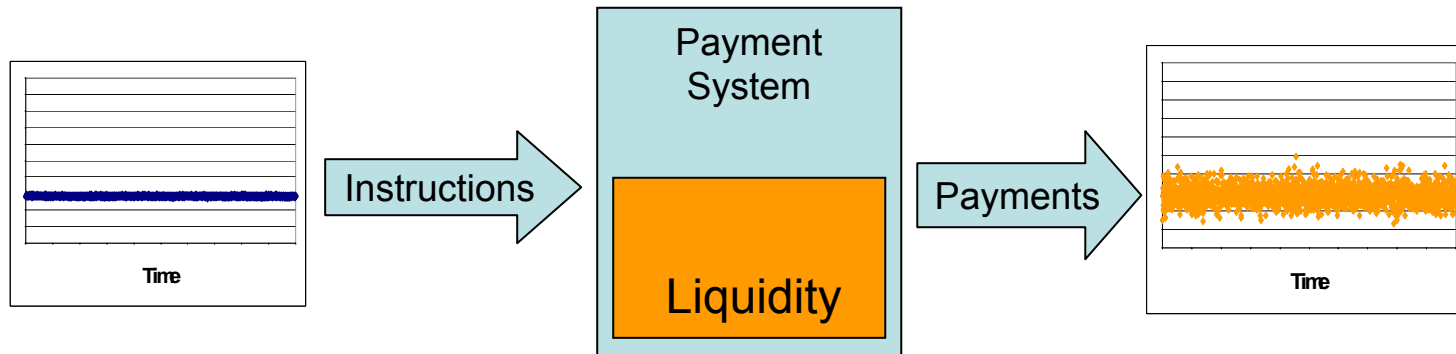 Time
Instructions
Payment
System
Liquidity
Payments
Time